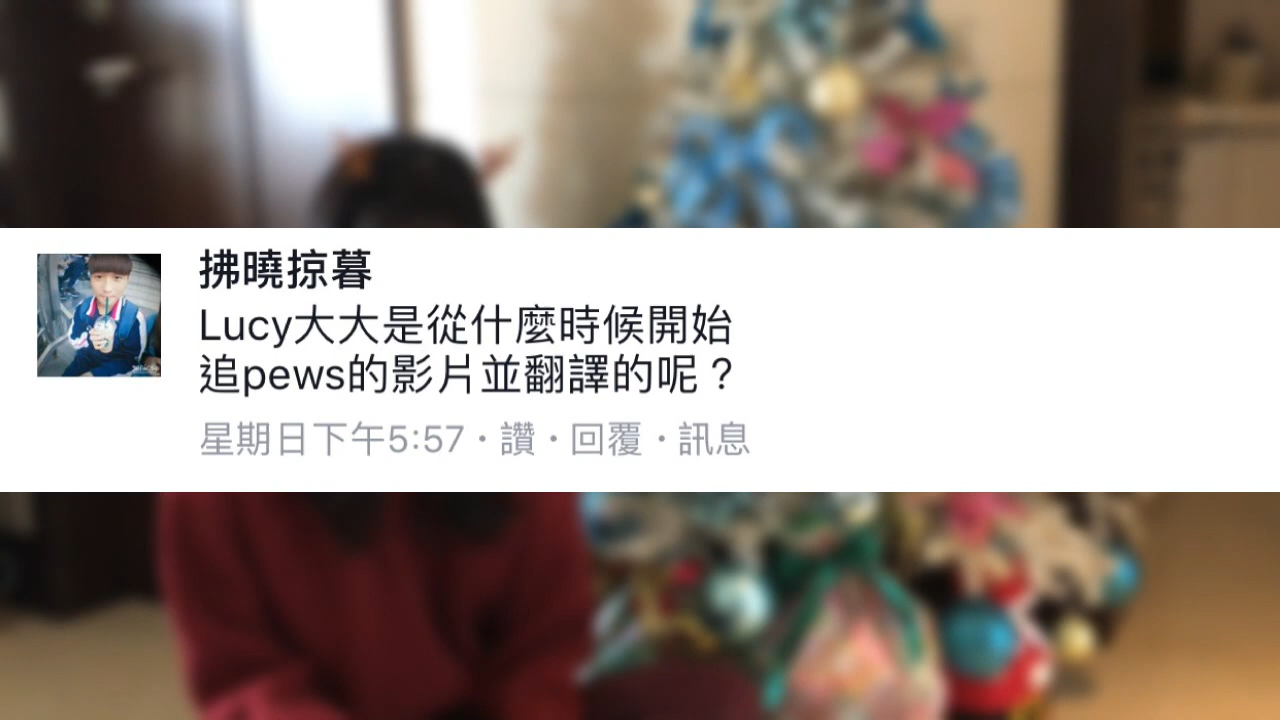 拂曉掠暮
Lucy大大是從什麼時候開始
追pews的影片並翻譯的呢？
星期日下午5:57・讚・回覆・訊息